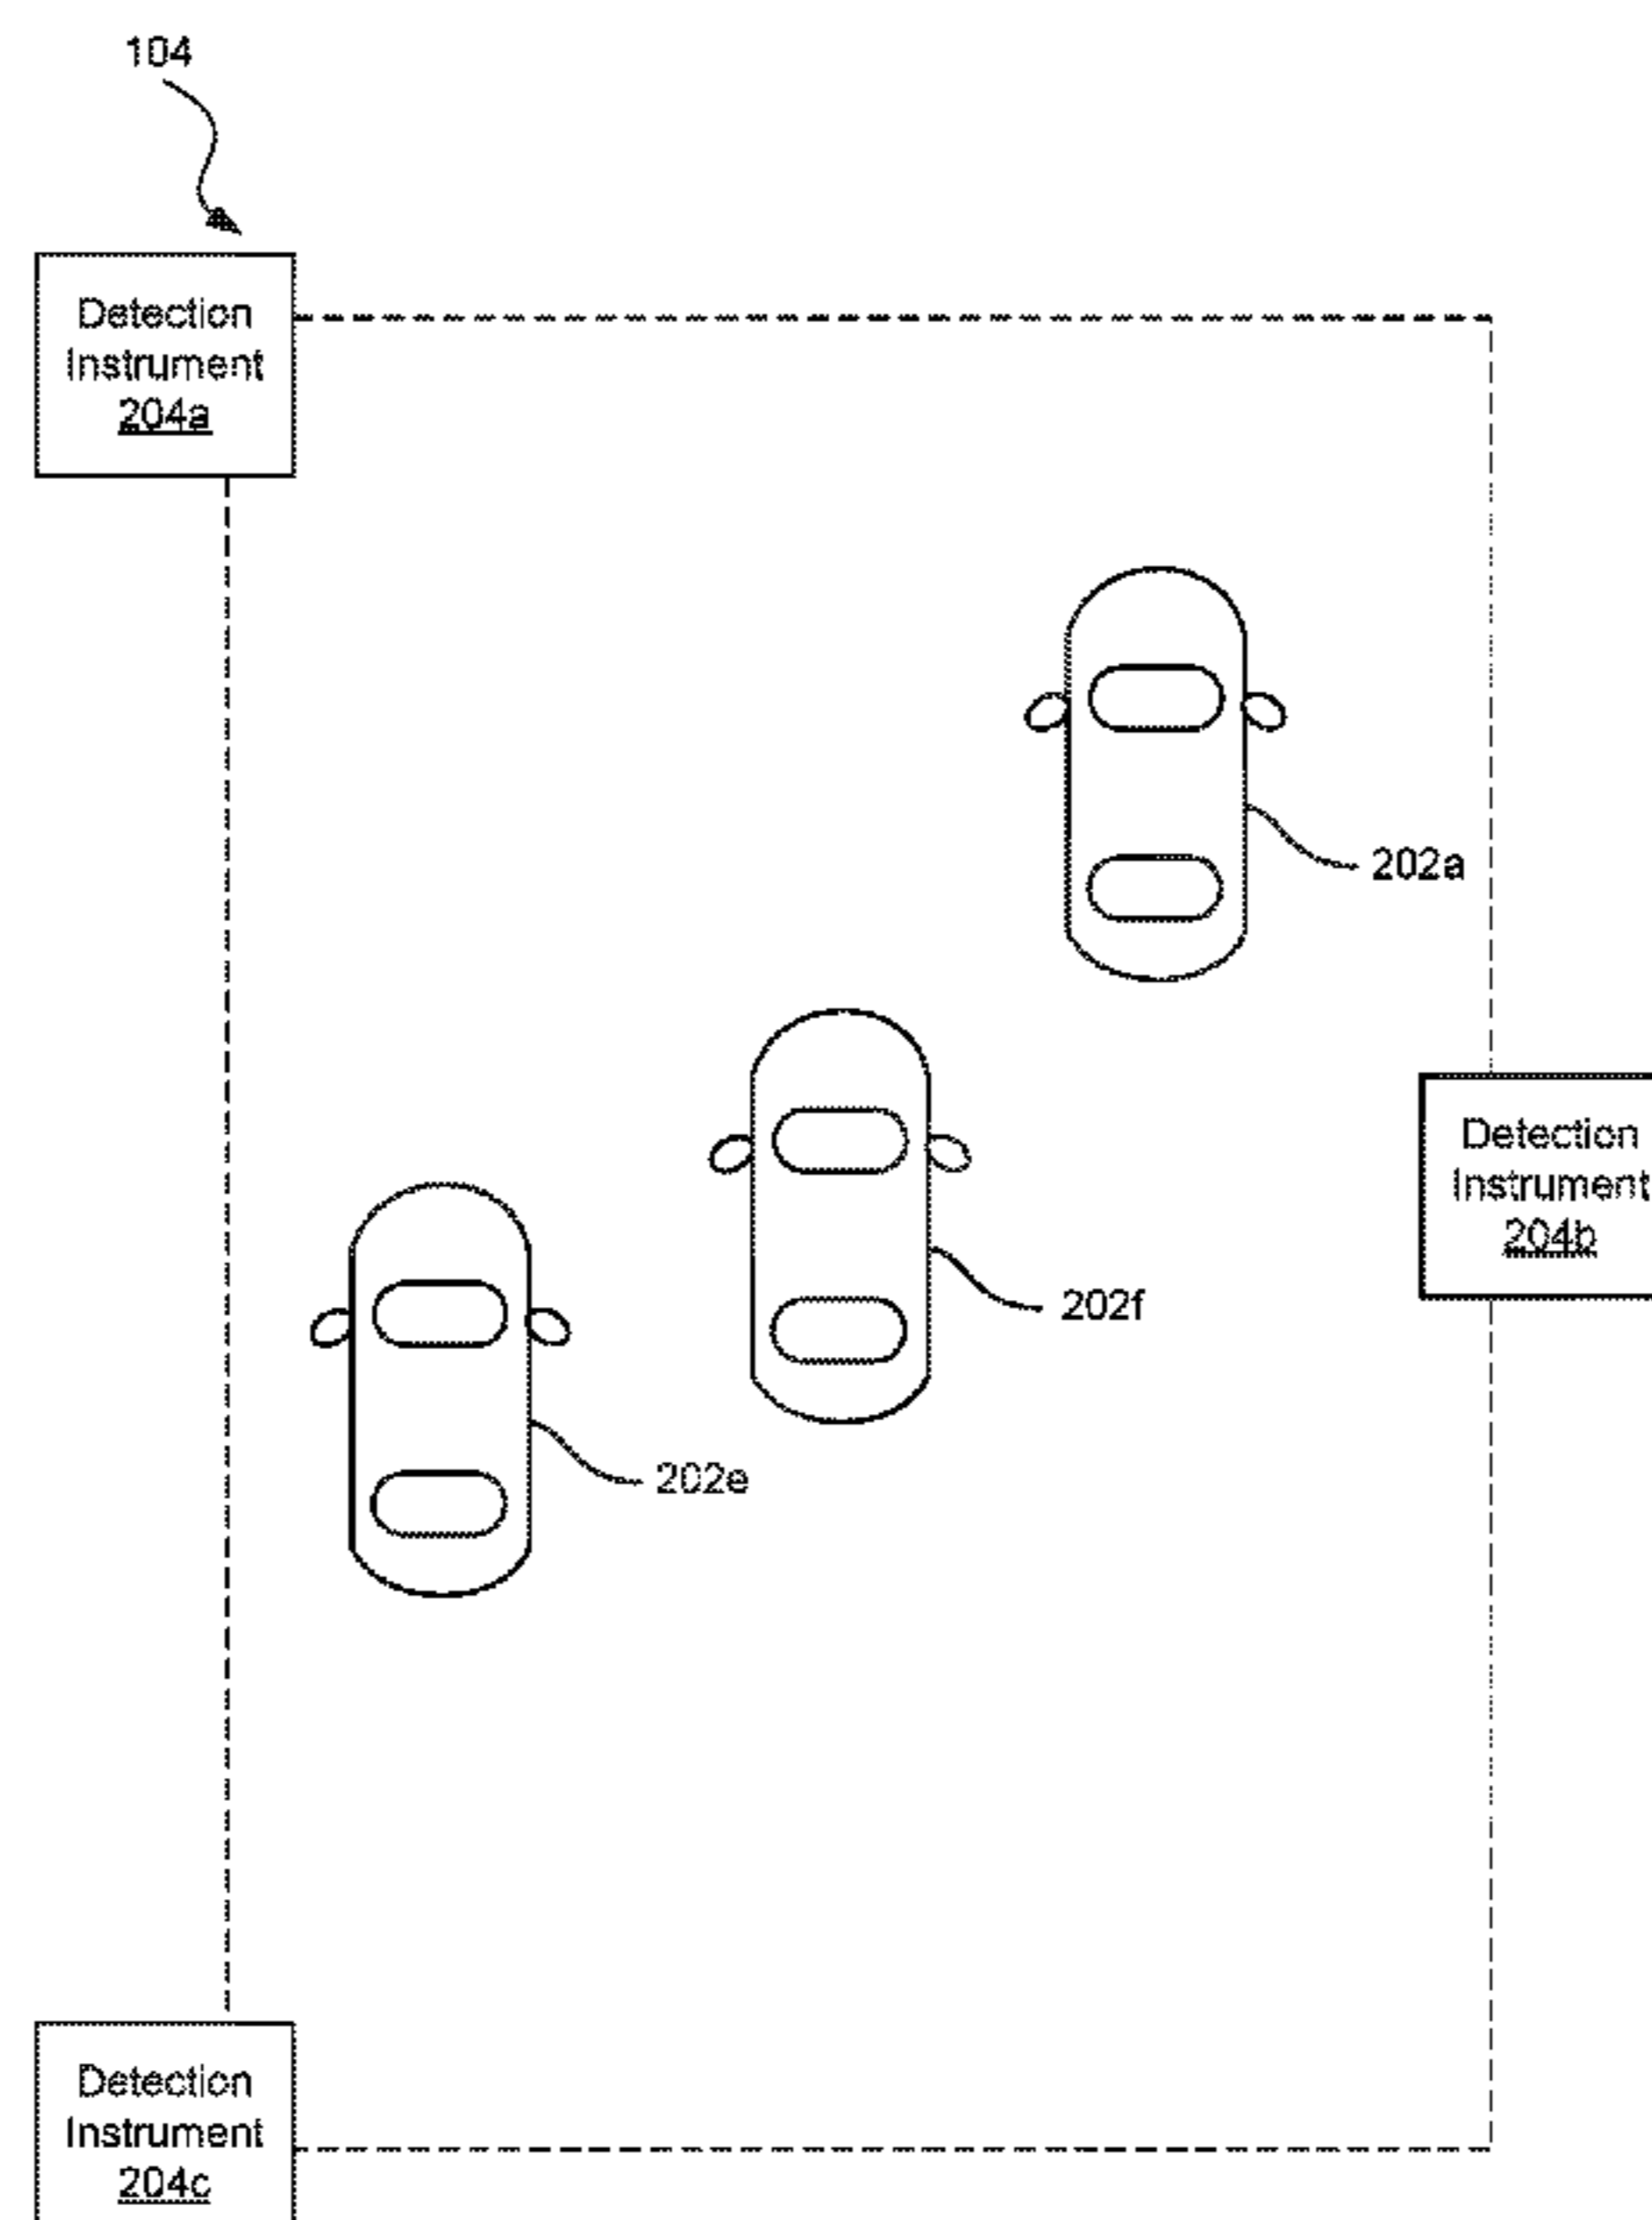 104
Detection
Instrument
204a
202a
Detection
Instrument
204b
202f
202e
Detection
Instrument
204c